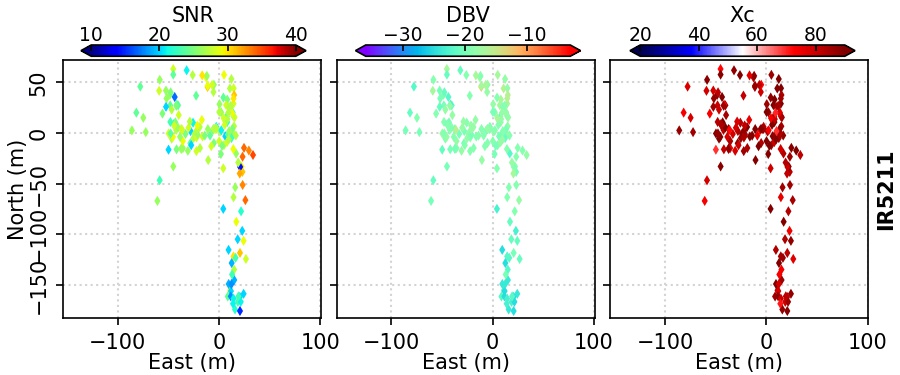 SNR
DBV
Xc
10 20 30 40
−30 −20 −10
20 40 60 80
50
0
−50
−100
−150
North (m)
−100 0 100
−100 0 100
−100 0 100
East (m)
East (m)
East (m)
IR5211